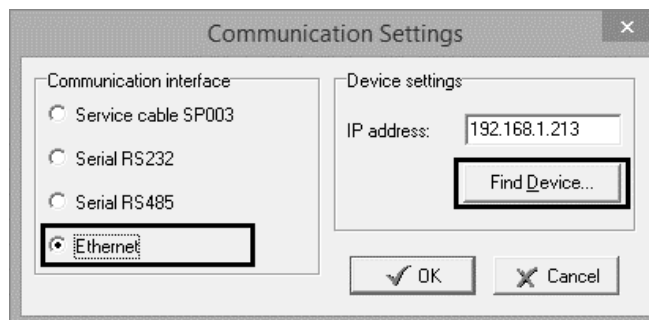 Communication Settings
Communication interface
Service cable SP003
Serial RS232
Serial RS485
Ethernet
Device settings
IP address: 192.168.1.213
Find Device...
OK
Cancel